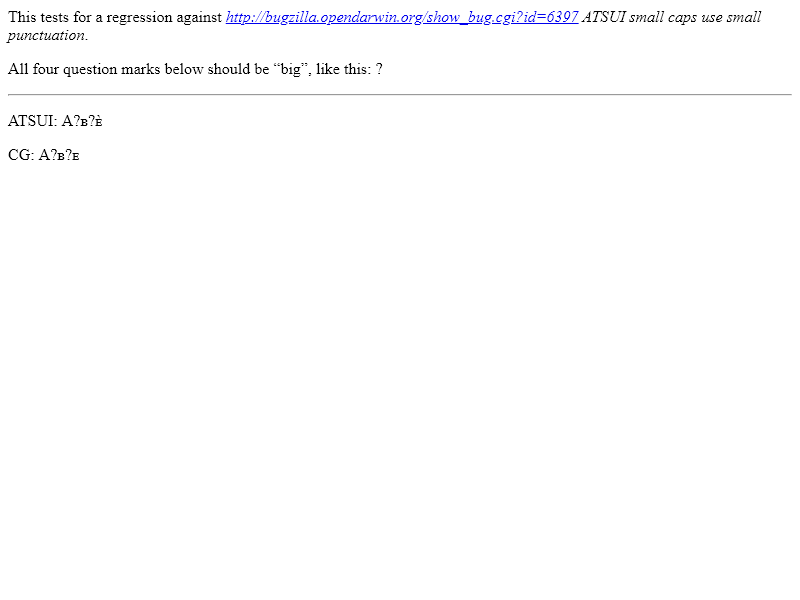 This tests for a regression against http://bugzilla.opendarwin.org/show_bug.cgi?id=6397 ATSUI small caps use small
punctuation.
All four question marks below should be “big”, like this: ?
ATSUI: A?ʙ?ᴇ̀
CG: A?ʙ?ᴇ